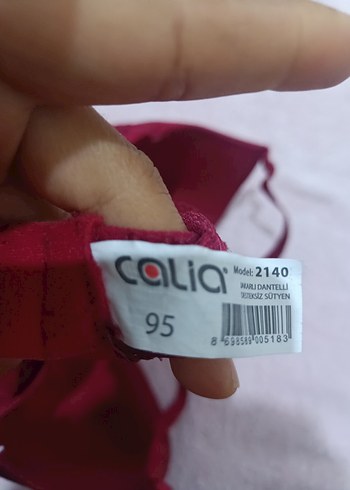 caLia
Model: 2140
DANTELLİ
DESTEKSİZ SÜTYEN
95
8 698589 005183